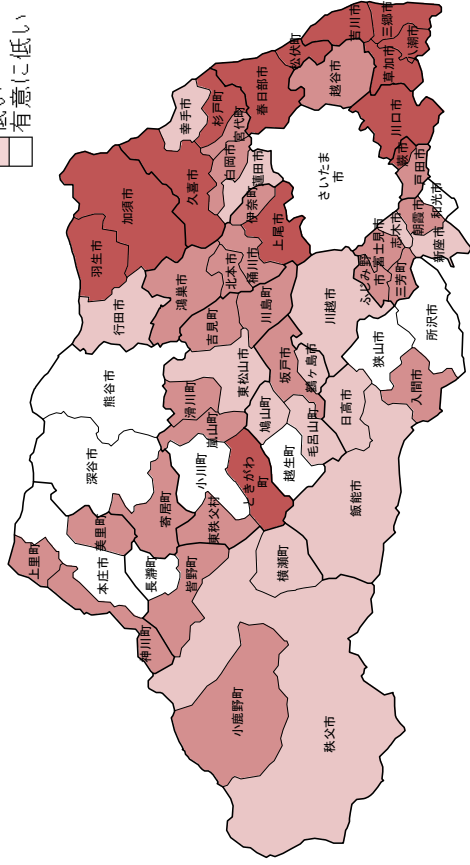 低い
有意に低い
上里町
本庄市
美里町
神川町
深谷市
熊谷市
行田市
羽生市
加須市
寄居町
長瀞町
皆野町
小鹿野町
秩父市
横瀬町
東秩父村
小川町
嵐山町
滑川町
ときがわ
町
東松山市
吉見町
鴻巣市
久喜市
幸手市
杉戸町
宮代町
白岡市
蓮田市
伊奈町
北本市
桶川市
上尾市
川島町
鳩山町
越生町
毛呂山町
坂戸市
鶴ヶ島市
日高市
飯能市
川越市
狭山市
入間市
所沢市
さいたま
市
春日部市
松伏町
越谷市
吉川市
三郷市
八潮市
草加市
川口市
蕨市
戸田市
ふじみ野
市
富士見市
三芳町
志木市
朝霞市
新座市
和光市